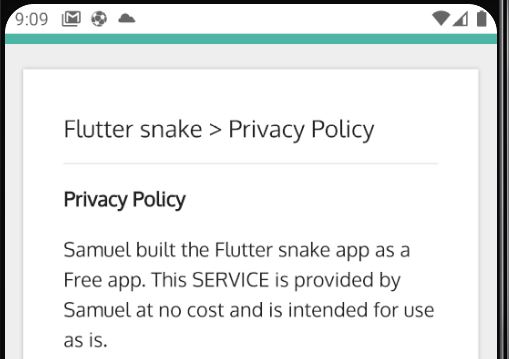 9:09
Flutter snake > Privacy Policy
Privacy Policy
Samuel built the Flutter snake app as a
Free app. This SERVICE is provided by
Samuel at no cost and is intended for use
as is.